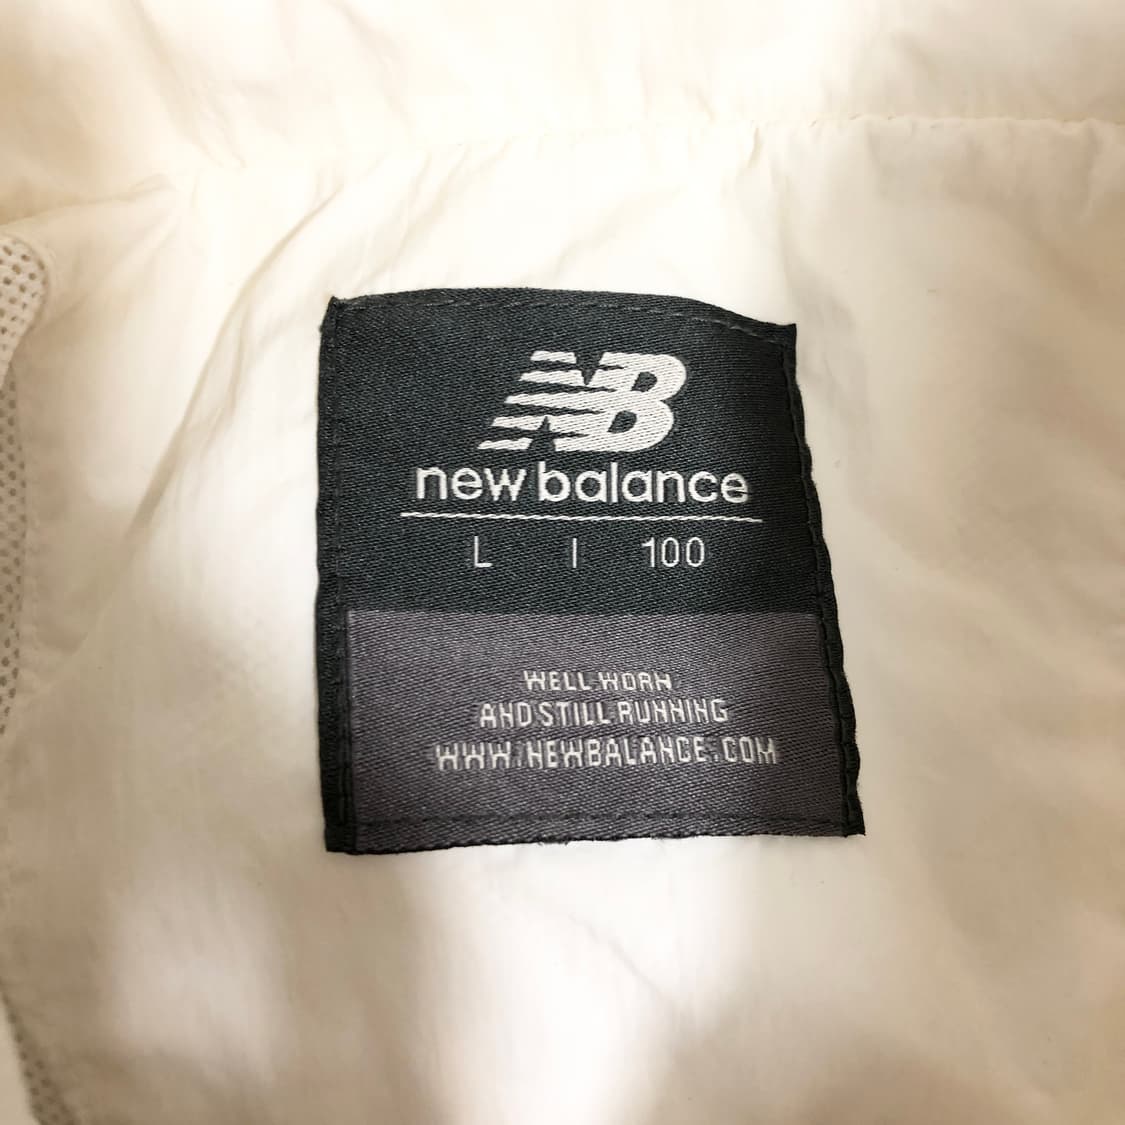 NB
new balance
L | 100
WELL WORN
AND STILL RUNNING
WWW.NEWBALANCE.COM